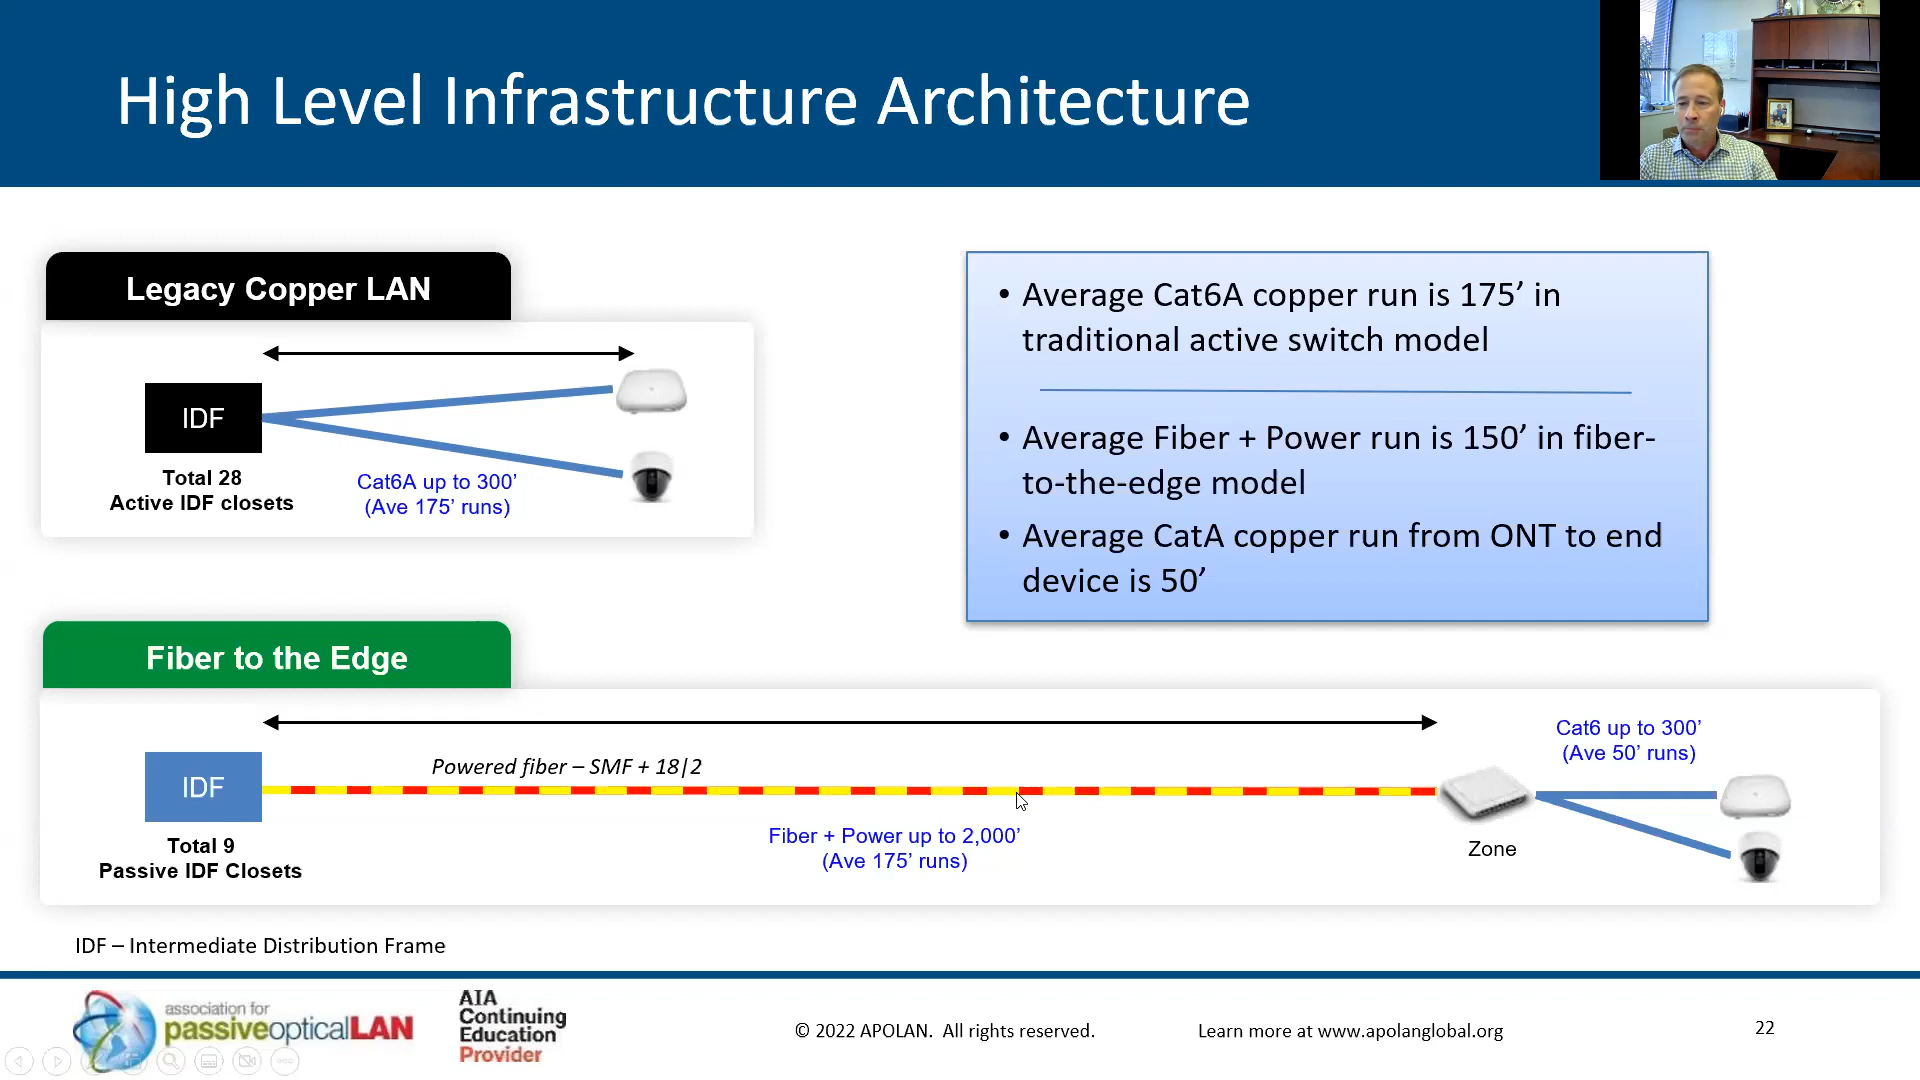 High Level Infrastructure Architecture
Legacy Copper LAN
IDF
Total 28
Active IDF closets
Cat6A up to 300’
(Ave 175’ runs)
• Average Cat6A copper run is 175’ in
traditional active switch model
• Average Fiber + Power run is 150’ in fiber-
to-the-edge model
• Average CatA copper run from ONT to end
device is 50’
Fiber to the Edge
IDF
Total 9
Passive IDF Closets
Powered fiber – SMF + 18|2
Fiber + Power up to 2,000’
(Ave 175’ runs)
Zone
Cat6 up to 300’
(Ave 50’ runs)
IDF – Intermediate Distribution Frame
association for
passiveopticalLAN
AIA
Continuing
Education
Provider
© 2022 APOLAN. All rights reserved.
Learn more at www.apolanglobal.org
22